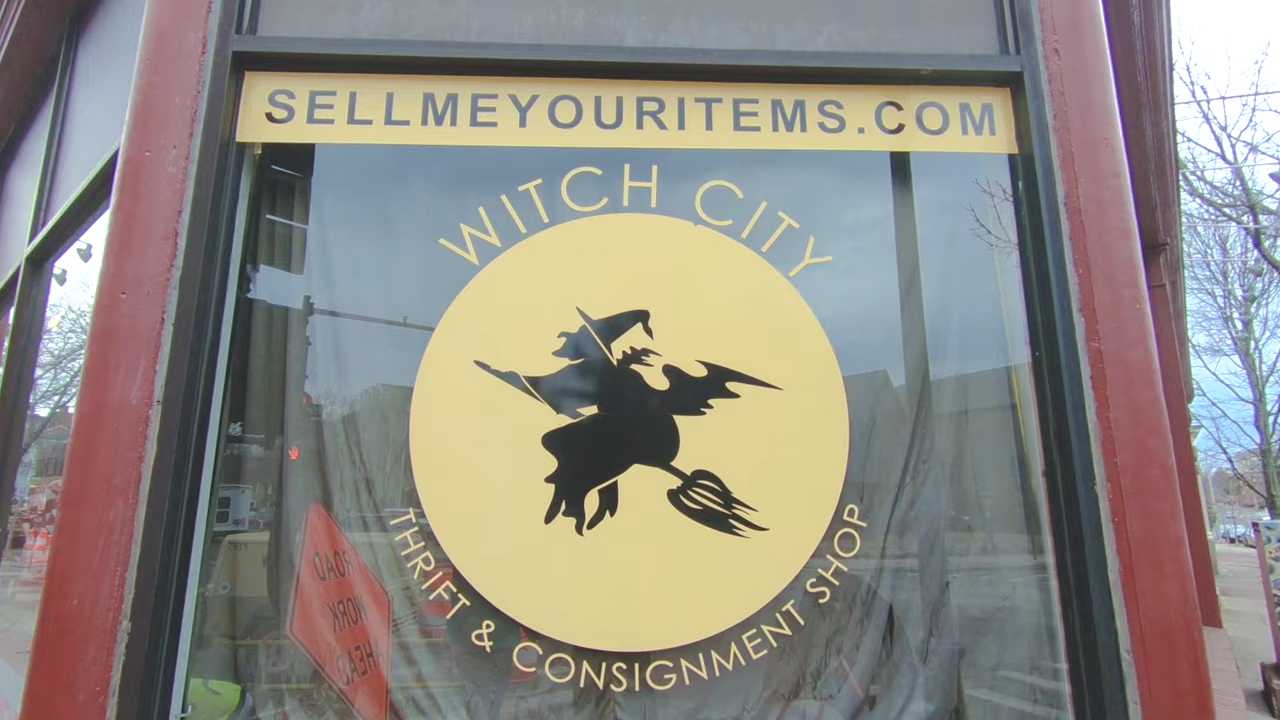 SELLMEYOURITEMS.COM
WITCH CITY
THRIFT & CONSIGNMENT SHOP
ROAD
WORK
AHEAD